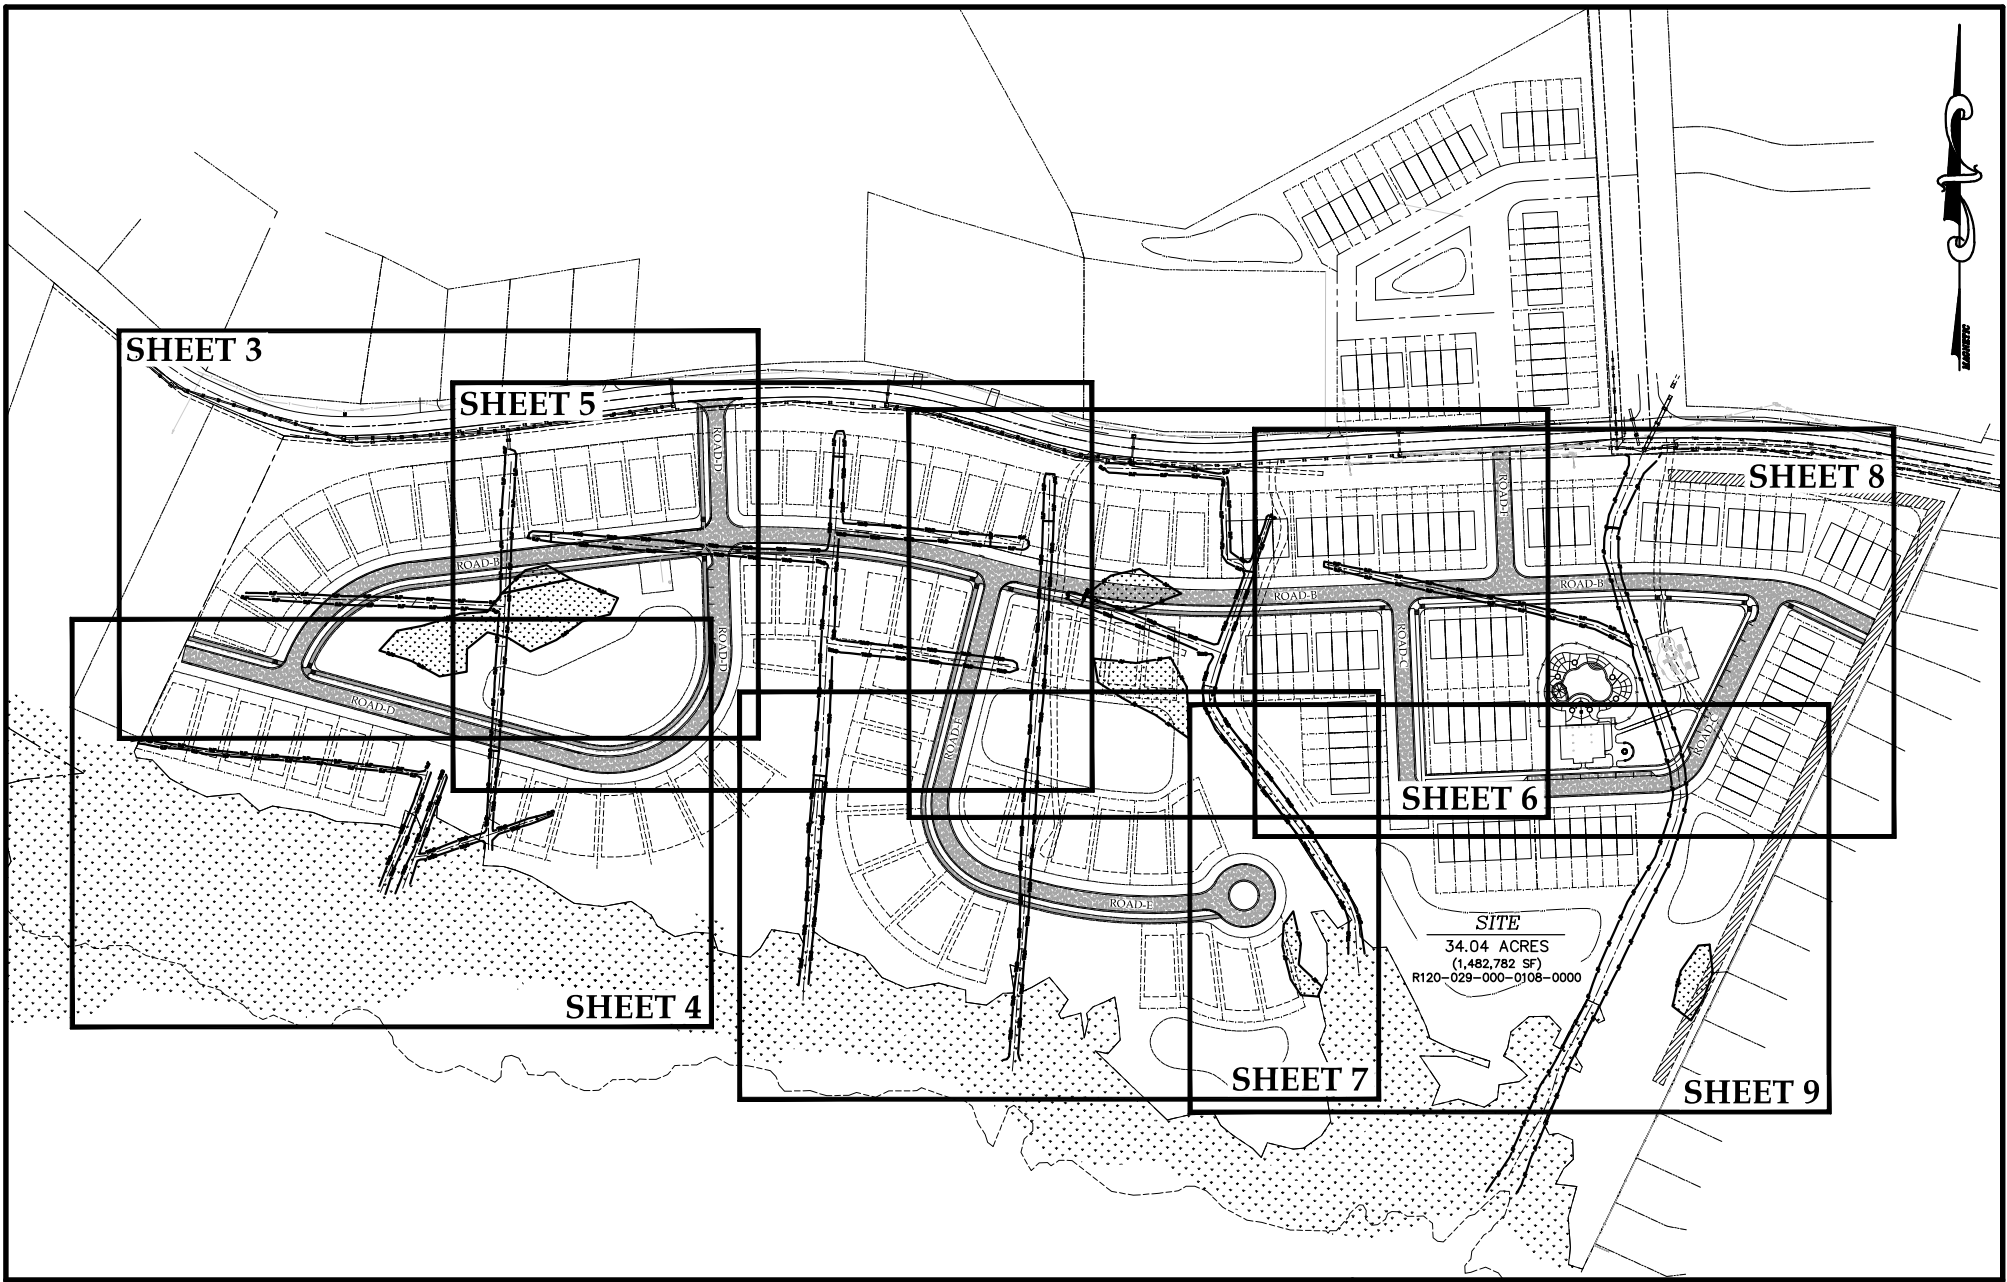 MAGNETIC
SHEET 3
SHEET 5
ROAD-D
SHEET 8
ROAD-B
ROAD-B
ROAD-B
ROAD-C
ROAD-D
ROAD-D
ROAD-E
ROAD-C
SHEET 6
ROAD-E
SITE
34.04 ACRES
(1,482,782 SF)
R120-029-000-0108-0000
SHEET 4
SHEET 7
SHEET 9